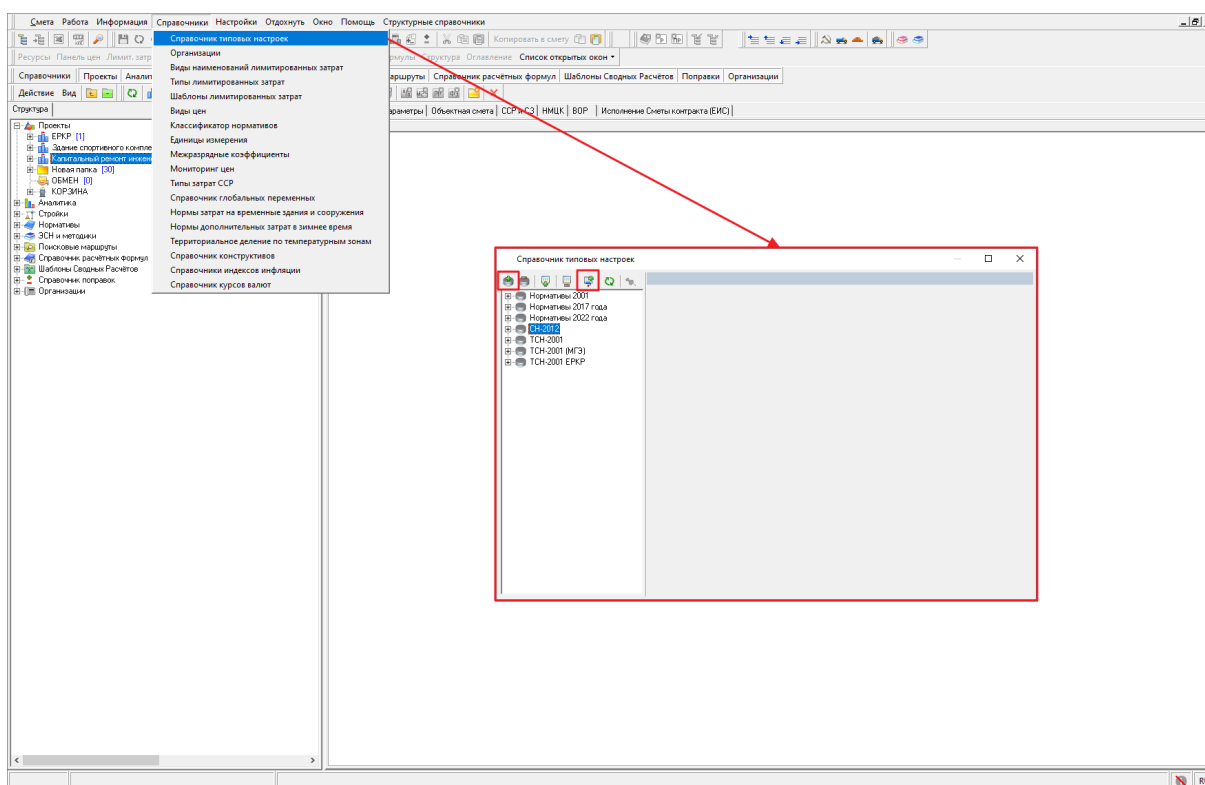 Смета Работа Информация Справочники Настройки Отдохнуть Окно Помощь Структурные справочники
Копировать в смету
Ресурсы Панель цен Лимит. затр
Структура Оглавление Список открытых окон
Справочники Проекты Аналит
Справочник расчётных формул Шаблоны Сводных Расчётов Поправки Организации
Действие Вид
Структура
Объектная смета ССР и СЗ НМЦК ВОР Исполнение Сметы контракта (ЕИС)
Справочник типовых настроек
Организации
Виды наименований лимитированных затрат
Типы лимитированных затрат
Шаблоны лимитированных затрат
Виды цен
Классификатор нормативов
Единицы измерения
Межразрядные коэффициенты
Мониторинг цен
Типы затрат ССР
Справочник глобальных переменных
Нормы затрат на временные здания и сооружения
Нормы дополнительных затрат в зимнее время
Территориальное деление по температурным зонам
Справочник конструктивов
Справочники индексов инфляции
Справочник курсов валют
Проекты
ЕРКР [1]
Здание спортивного компле
Капитальный ремонт инжен
Новая папка [30]
ОБМЕН [0]
КОРЗИНА
Аналитика
Стройки
Нормативы
ЭСН и методики
Поисковые маршруты
Справочник расчётных формул
Шаблоны Сводных Расчётов
Справочник поправок
Организации
Справочник типовых настроек
Нормативы 2001
Нормативы 2017 года
Нормативы 2022 года
СН-2012
ТСН-2001
ТСН-2001 (МГЭ)
ТСН-2001 ЕРКР